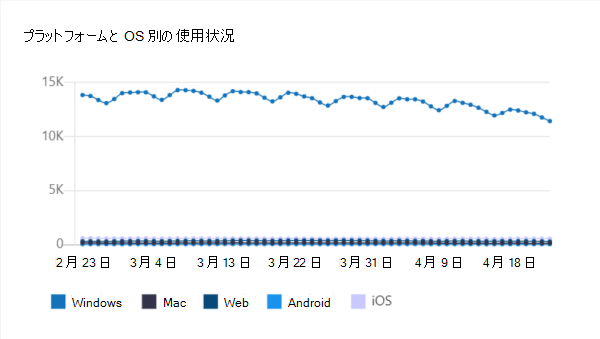 プラットフォームと OS 別の使用状況
15K
10K
5K
0
2 月 23 日 3 月 4 日 3 月 13 日 3 月 22 日 3 月 31 日 4 月 9 日 4 月 18 日
Windows Mac Web Android iOS